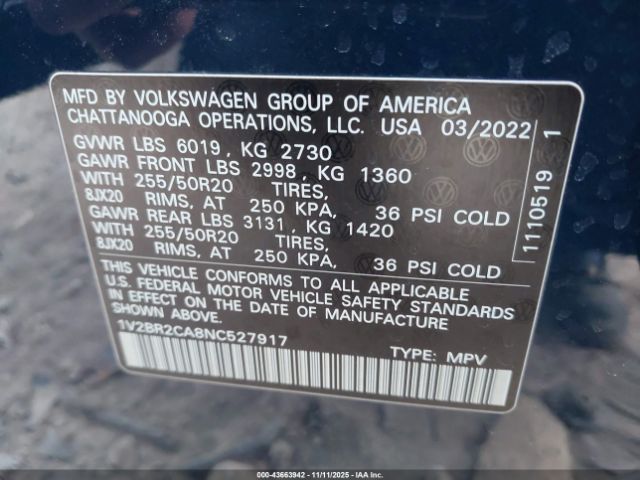 MFD BY VOLKSWAGEN GROUP OF AMERICA
CHATTANOOGA OPERATIONS, LLC. USA 03/2022
GVWR LBS 6019, KG 2730
GAWR FRONT LBS 2998, KG 1360
WITH 255/50R20 TIRES,
8JX20 RIMS, AT 250 KPA, 36 PSI COLD
GAWR REAR LBS 3131, KG 1420
WITH 255/50R20 TIRES,
8JX20 RIMS, AT 250 KPA, 36 PSI COLD
THIS VEHICLE CONFORMS TO ALL APPLICABLE
U.S. FEDERAL MOTOR VEHICLE SAFETY STANDARDS
IN EFFECT ON THE DATE OF MANUFACTURE
SHOWN ABOVE.
1V2BR2CA8NC527917
TYPE: MPV
1110519 1
000-43663942 - 11/11/2025 - IAA Inc.